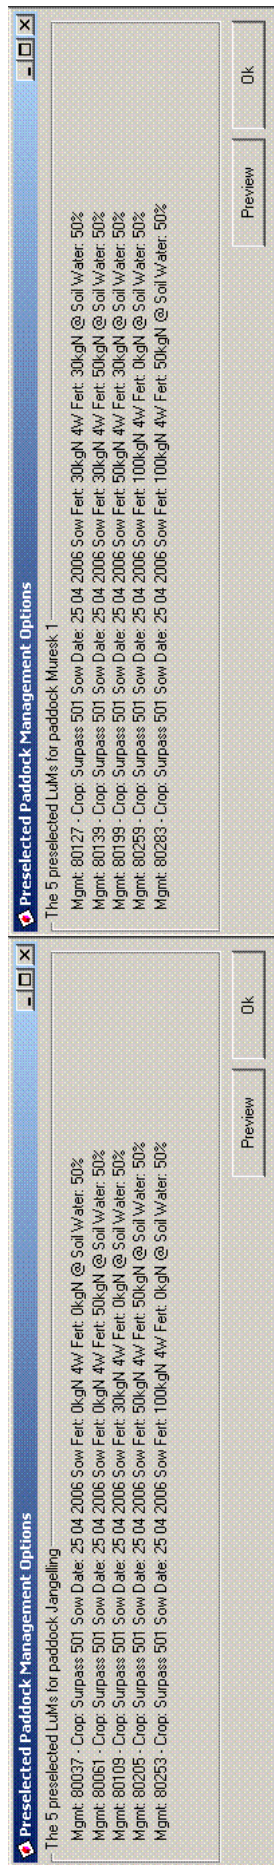 Preselected Paddock Management Options
The 5 preselected LuMs for paddock Jangelling
Mgmt: 80037 - Crop: Surpass 501 Sow Date: 25 04 2006 Sow Fert: 0kgN 4W Fert: 0kgN @ Soil Water: 50%
Mgmt: 80061 - Crop: Surpass 501 Sow Date: 25 04 2006 Sow Fert: 0kgN 4W Fert: 50kgN @ Soil Water: 50%
Mgmt: 80109 - Crop: Surpass 501 Sow Date: 25 04 2006 Sow Fert: 30kgN 4W Fert: 0kgN @ Soil Water: 50%
Mgmt: 80205 - Crop: Surpass 501 Sow Date: 25 04 2006 Sow Fert: 50kgN 4W Fert: 50kgN @ Soil Water: 50%
Mgmt: 80253 - Crop: Surpass 501 Sow Date: 25 04 2006 Sow Fert: 100kgN 4W Fert: 0kgN @ Soil Water: 50%
Preview
Ok
Preselected Paddock Management Options
The 5 preselected LuMs for paddock Muresk 1
Mgmt: 80127 - Crop: Surpass 501 Sow Date: 25 04 2006 Sow Fert: 30kgN 4W Fert: 30kgN @ Soil Water: 50%
Mgmt: 80139 - Crop: Surpass 501 Sow Date: 25 04 2006 Sow Fert: 30kgN 4W Fert: 50kgN @ Soil Water: 50%
Mgmt: 80199 - Crop: Surpass 501 Sow Date: 25 04 2006 Sow Fert: 50kgN 4W Fert: 30kgN @ Soil Water: 50%
Mgmt: 80259 - Crop: Surpass 501 Sow Date: 25 04 2006 Sow Fert: 100kgN 4W Fert: 0kgN @ Soil Water: 50%
Mgmt: 80283 - Crop: Surpass 501 Sow Date: 25 04 2006 Sow Fert: 100kgN 4W Fert: 50kgN @ Soil Water: 50%
Preview
Ok